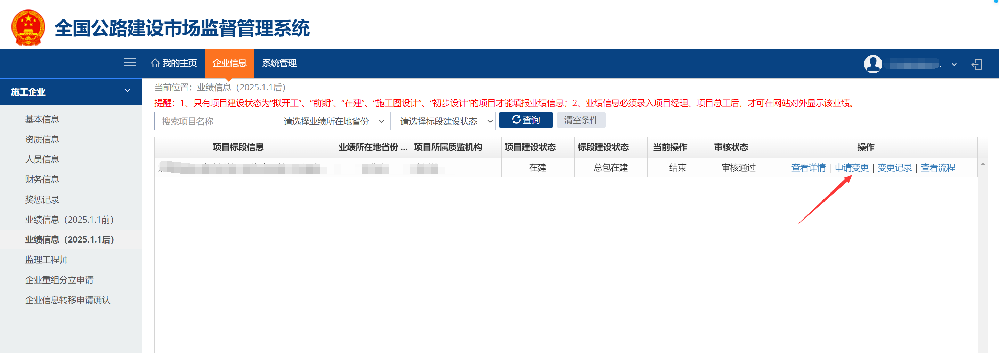 全国公路建设市场监督管理系统
我的主页 企业信息 系统管理
施工企业
当前位置：业绩信息（2025.1.1后）
提醒：1、只有项目建设状态为“拟开工”、“前期”、“在建”、“施工图设计”、“初步设计”的项目才能填报业绩信息；2、业绩信息必须录入项目经理、项目总工后，才可在网站对外显示该业绩。
搜索项目名称 请选择业绩所在地省份 请选择标段建设状态 查询 清空条件
项目标段信息 业绩所在地省份 ... 项目所属质监机构 项目建设状态 标段建设状态 当前操作 审核状态 操作
在建 总包在建 结束 审核通过 查看详情 | 申请变更 | 变更记录 | 查看流程
基本信息
资质信息
人员信息
财务信息
奖惩记录
业绩信息（2025.1.1前）
业绩信息（2025.1.1后）
监理工程师
企业重组分立申请
企业信息转移申请确认